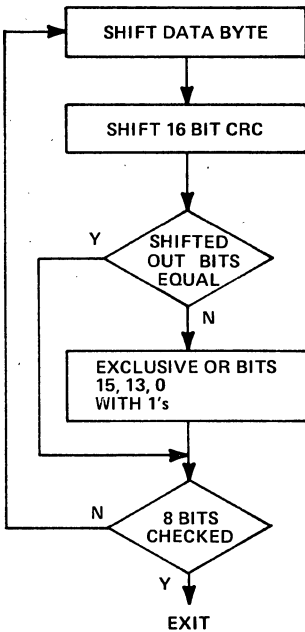 SHIFT DATA BYTE
SHIFT 16 BIT CRC
Y
SHIFTED
OUT BITS
EQUAL
N
EXCLUSIVE OR BITS
15, 13, 0
WITH 1's
N
8 BITS
CHECKED
Y
EXIT